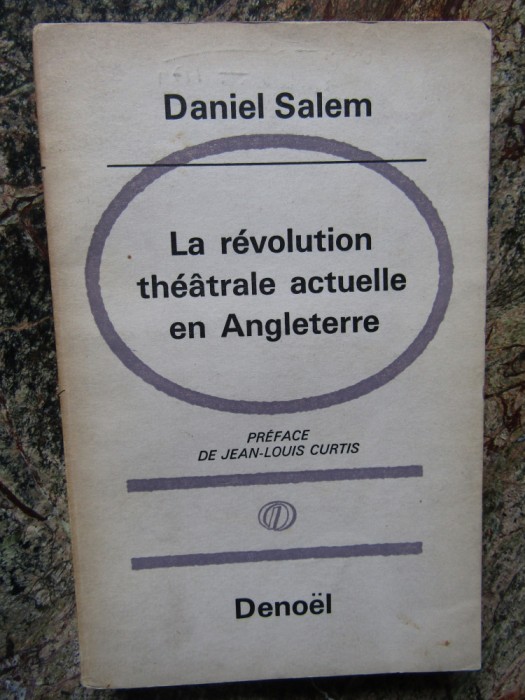 Daniel Salem
La révolution
théâtrale actuelle
en Angleterre
PRÉFACE
DE JEAN-LOUIS CURTIS
Denoël